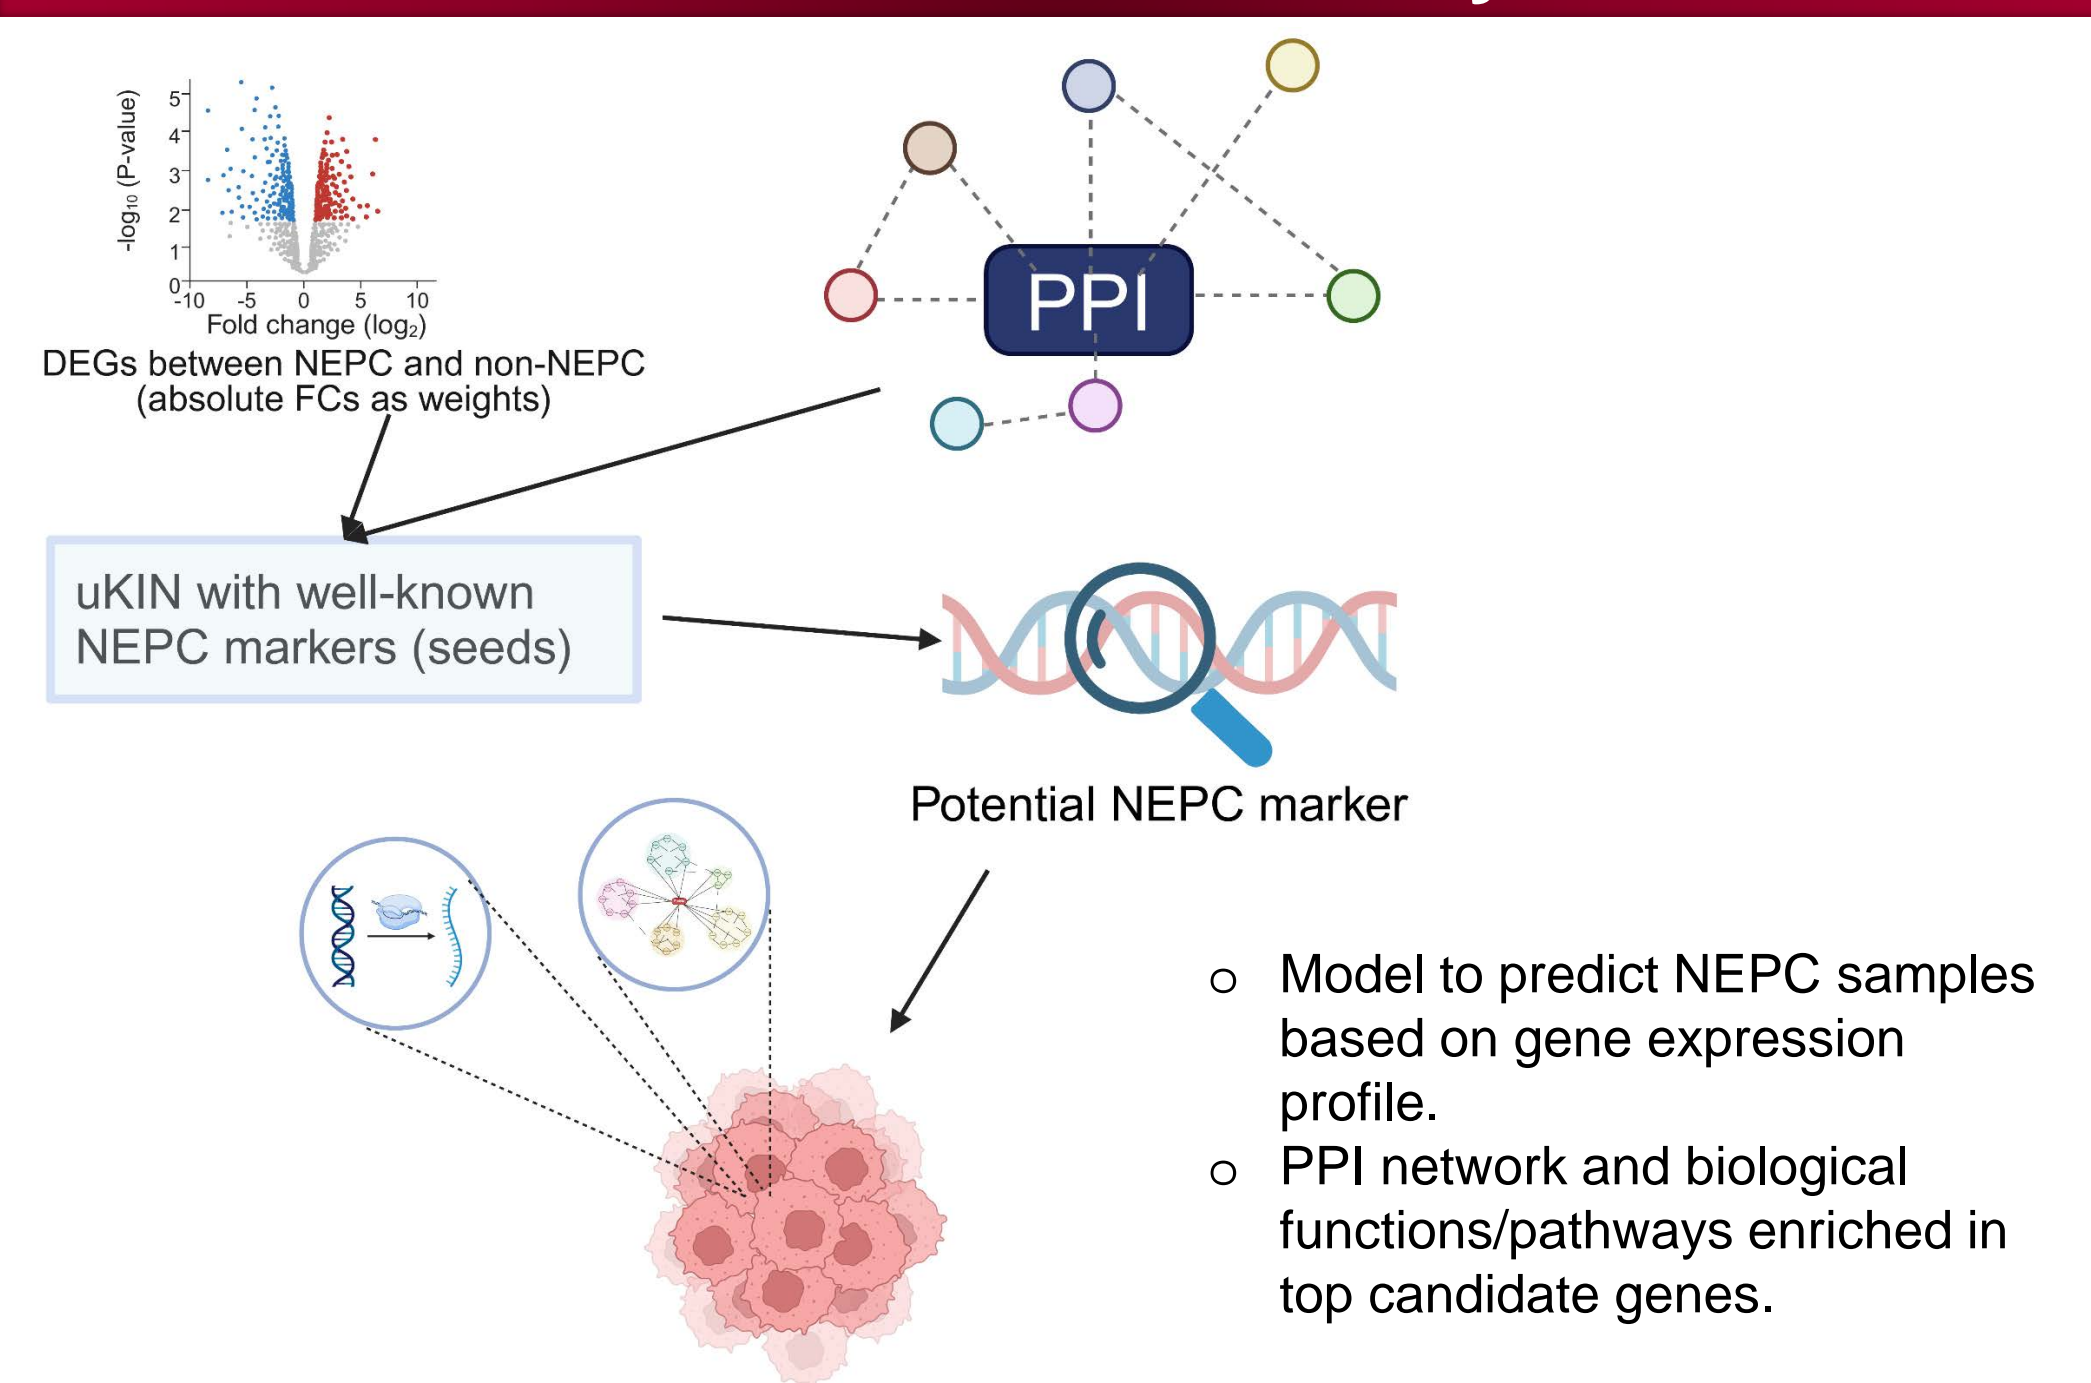 -log10 (P-value)
5
4
3
2
1
0
-10 -5 0 5 10
Fold change (log2)
DEGs between NEPC and non-NEPC
(absolute FCs as weights)
PPI
uKIN with well-known
NEPC markers (seeds)
Potential NEPC marker
o Model to predict NEPC samples
based on gene expression
profile.
o PPI network and biological
functions/pathways enriched in
top candidate genes.